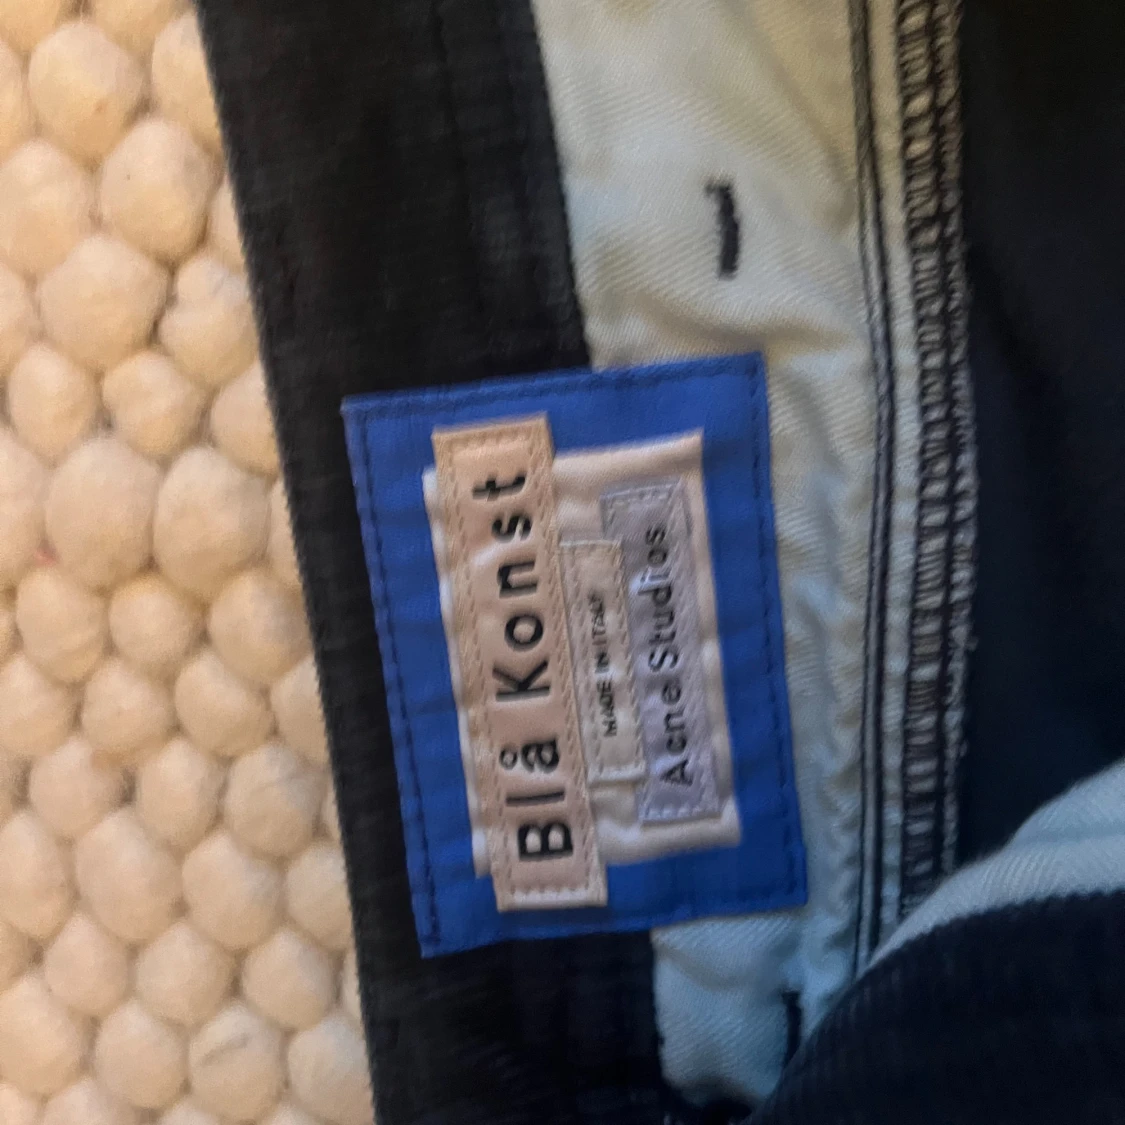 Blå Konst
MADE IN ITALY
Acne Studios